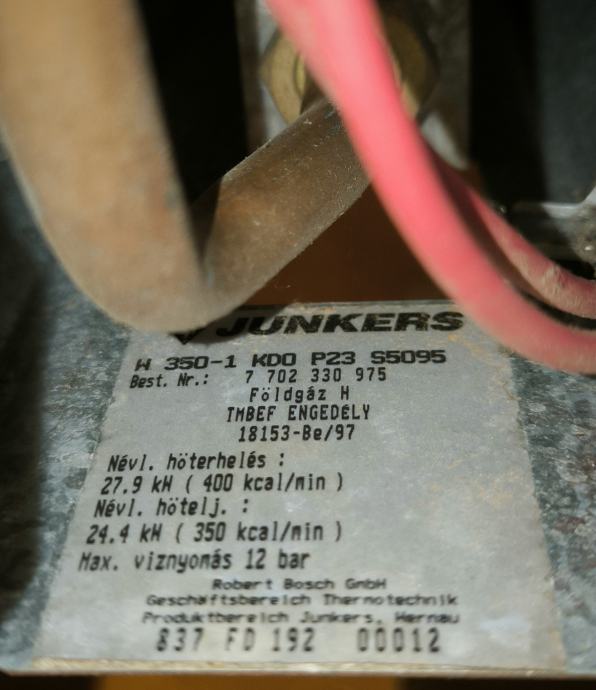 JUNKERS
W 350-1 KDO P23 S5095
Best. Nr.: 7 702 330 975
Földgáz H
TMBEF ENGEDÉLY
18153-Be/97
Névl. höterhelés :
27.9 kW ( 400 kcal/min )
Névl. hötelj. :
24.4 kW ( 350 kcal/min )
Max. viznyomás 12 bar
Robert Bosch GmbH
Geschäftsbereich Thermotechnik
Produktbereich Junkers, Wernau
837 FD 192 00012